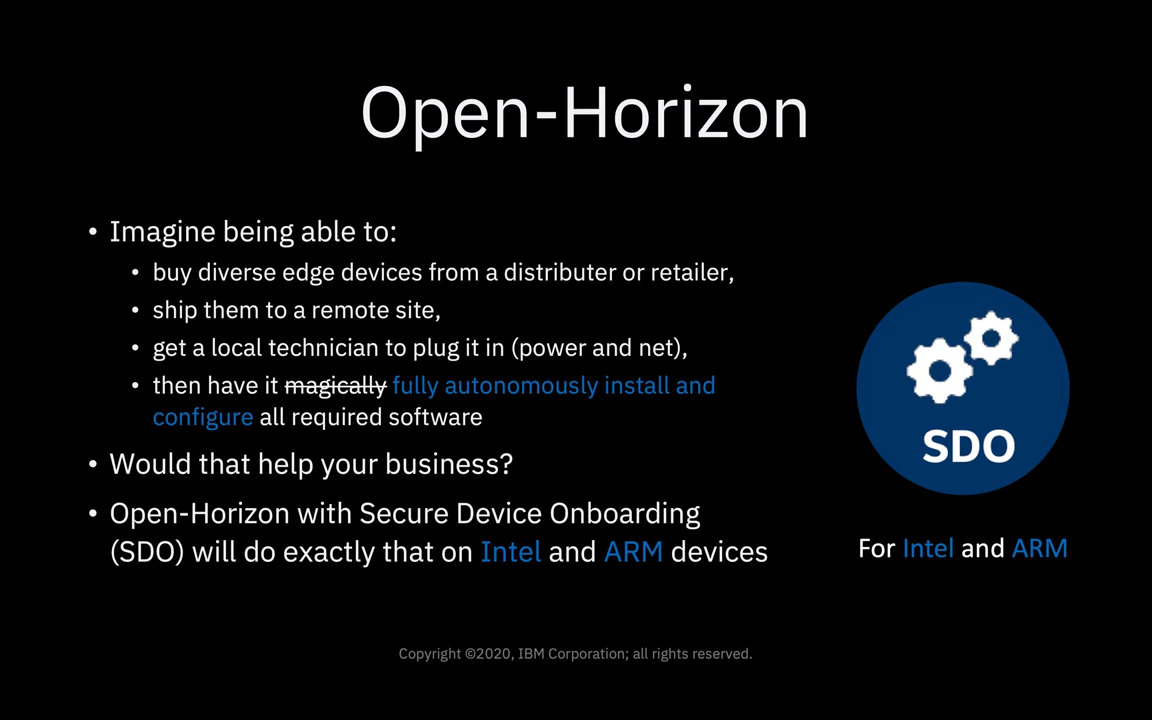 Open-Horizon
• Imagine being able to:
• buy diverse edge devices from a distributer or retailer,
• ship them to a remote site,
• get a local technician to plug it in (power and net),
• then have it magically fully autonomously install and
configure all required software
• Would that help your business?
• Open-Horizon with Secure Device Onboarding
(SDO) will do exactly that on Intel and ARM devices
SDO
For Intel and ARM
Copyright ©2020, IBM Corporation; all rights reserved.